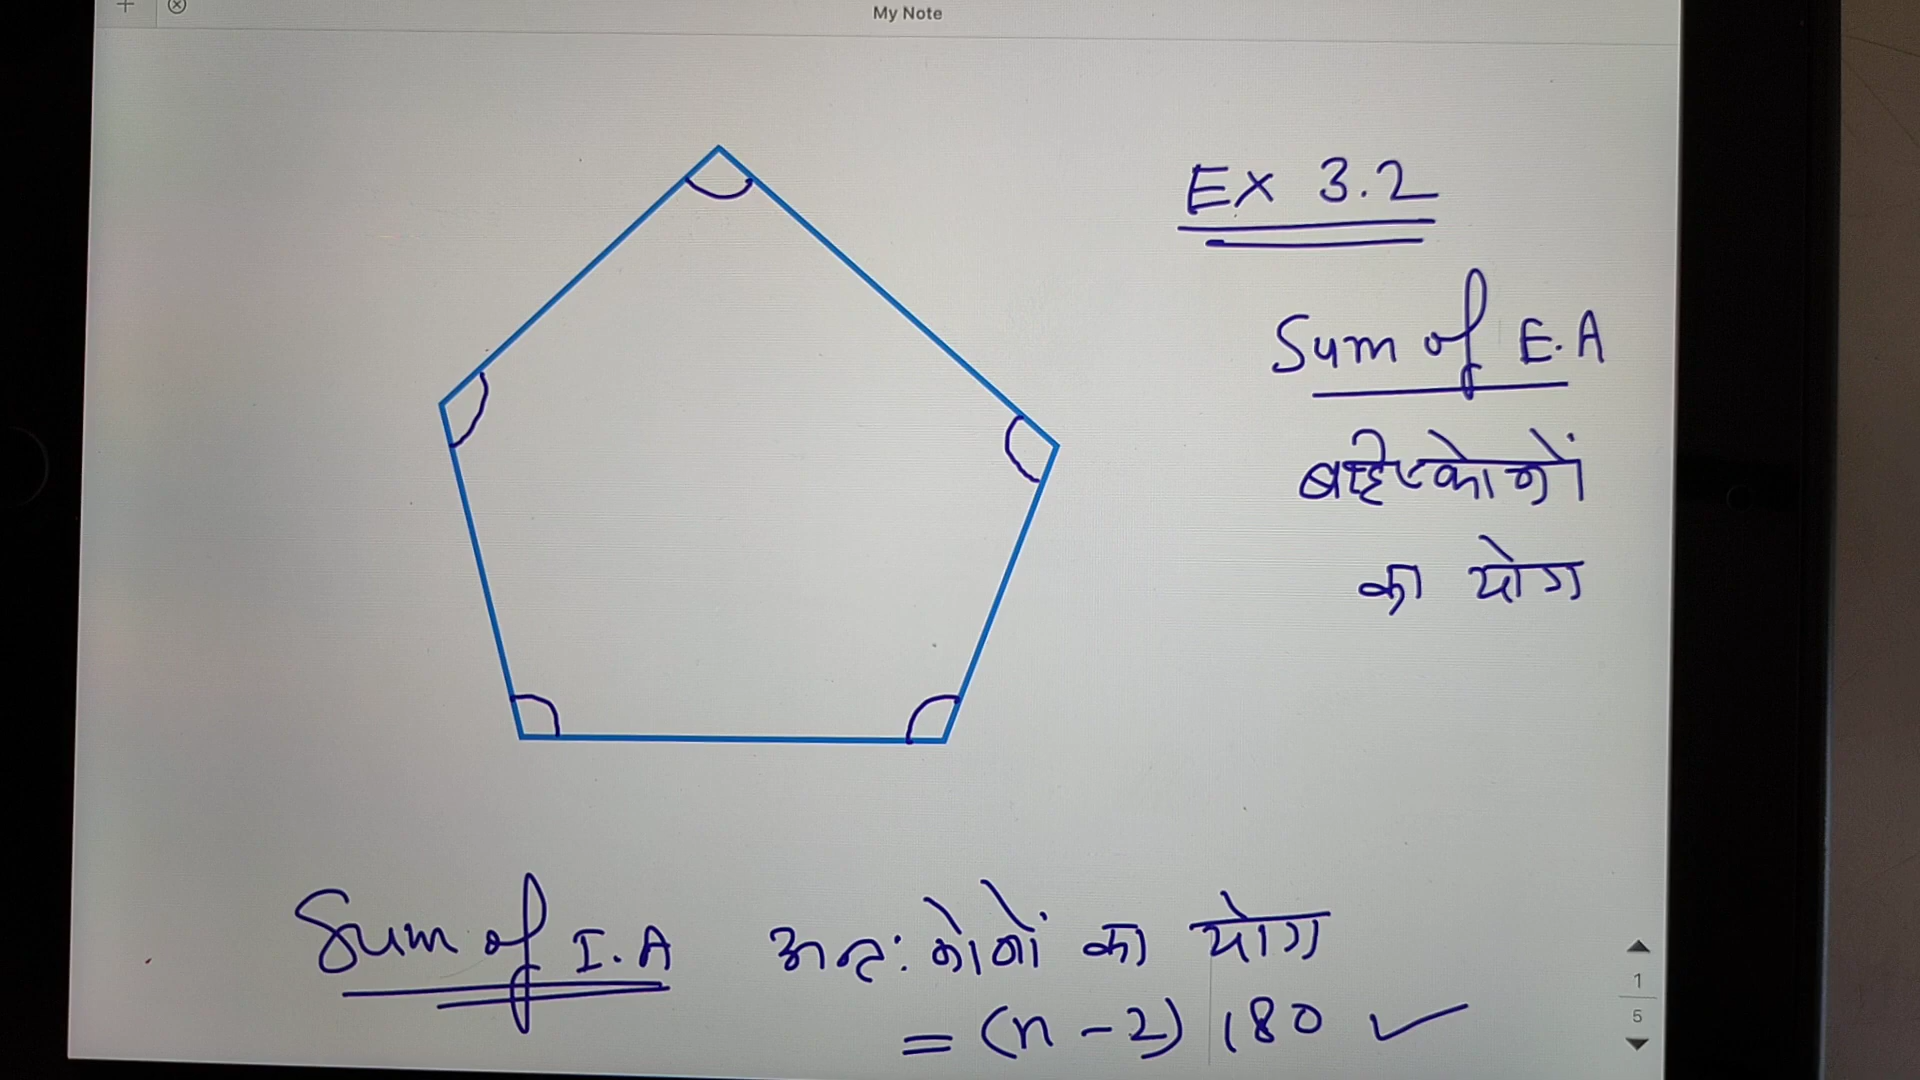 My Note
Ex 3.2
Sum of E.A
बहिष्कोणों
का योग
Sum of I.A अन्तः कोणों का योग
= (n - 2) 180 ✓
1
5